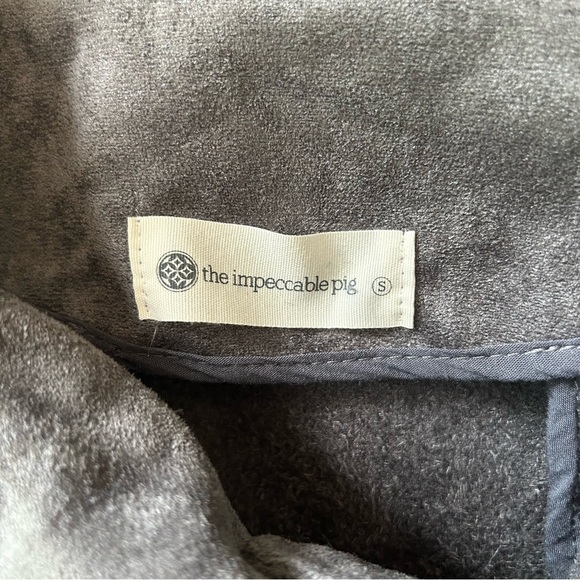 the impeccable pig S